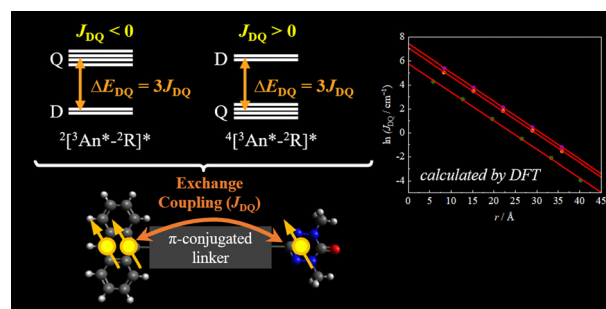 J_DQ < 0
J_DQ > 0
Q
D
ΔE_DQ = 3J_DQ
D
Q
ΔE_DQ = 3J_DQ
²[³An*-²R]*
⁴[³An*-²R]*
Exchange
Coupling (J_DQ)
π-conjugated
linker
ln (J_DQ / cm⁻¹)
8
6
4
2
0
-2
-4
calculated by DFT
0 5 10 15 20 25 30 35 40 45
r / Å